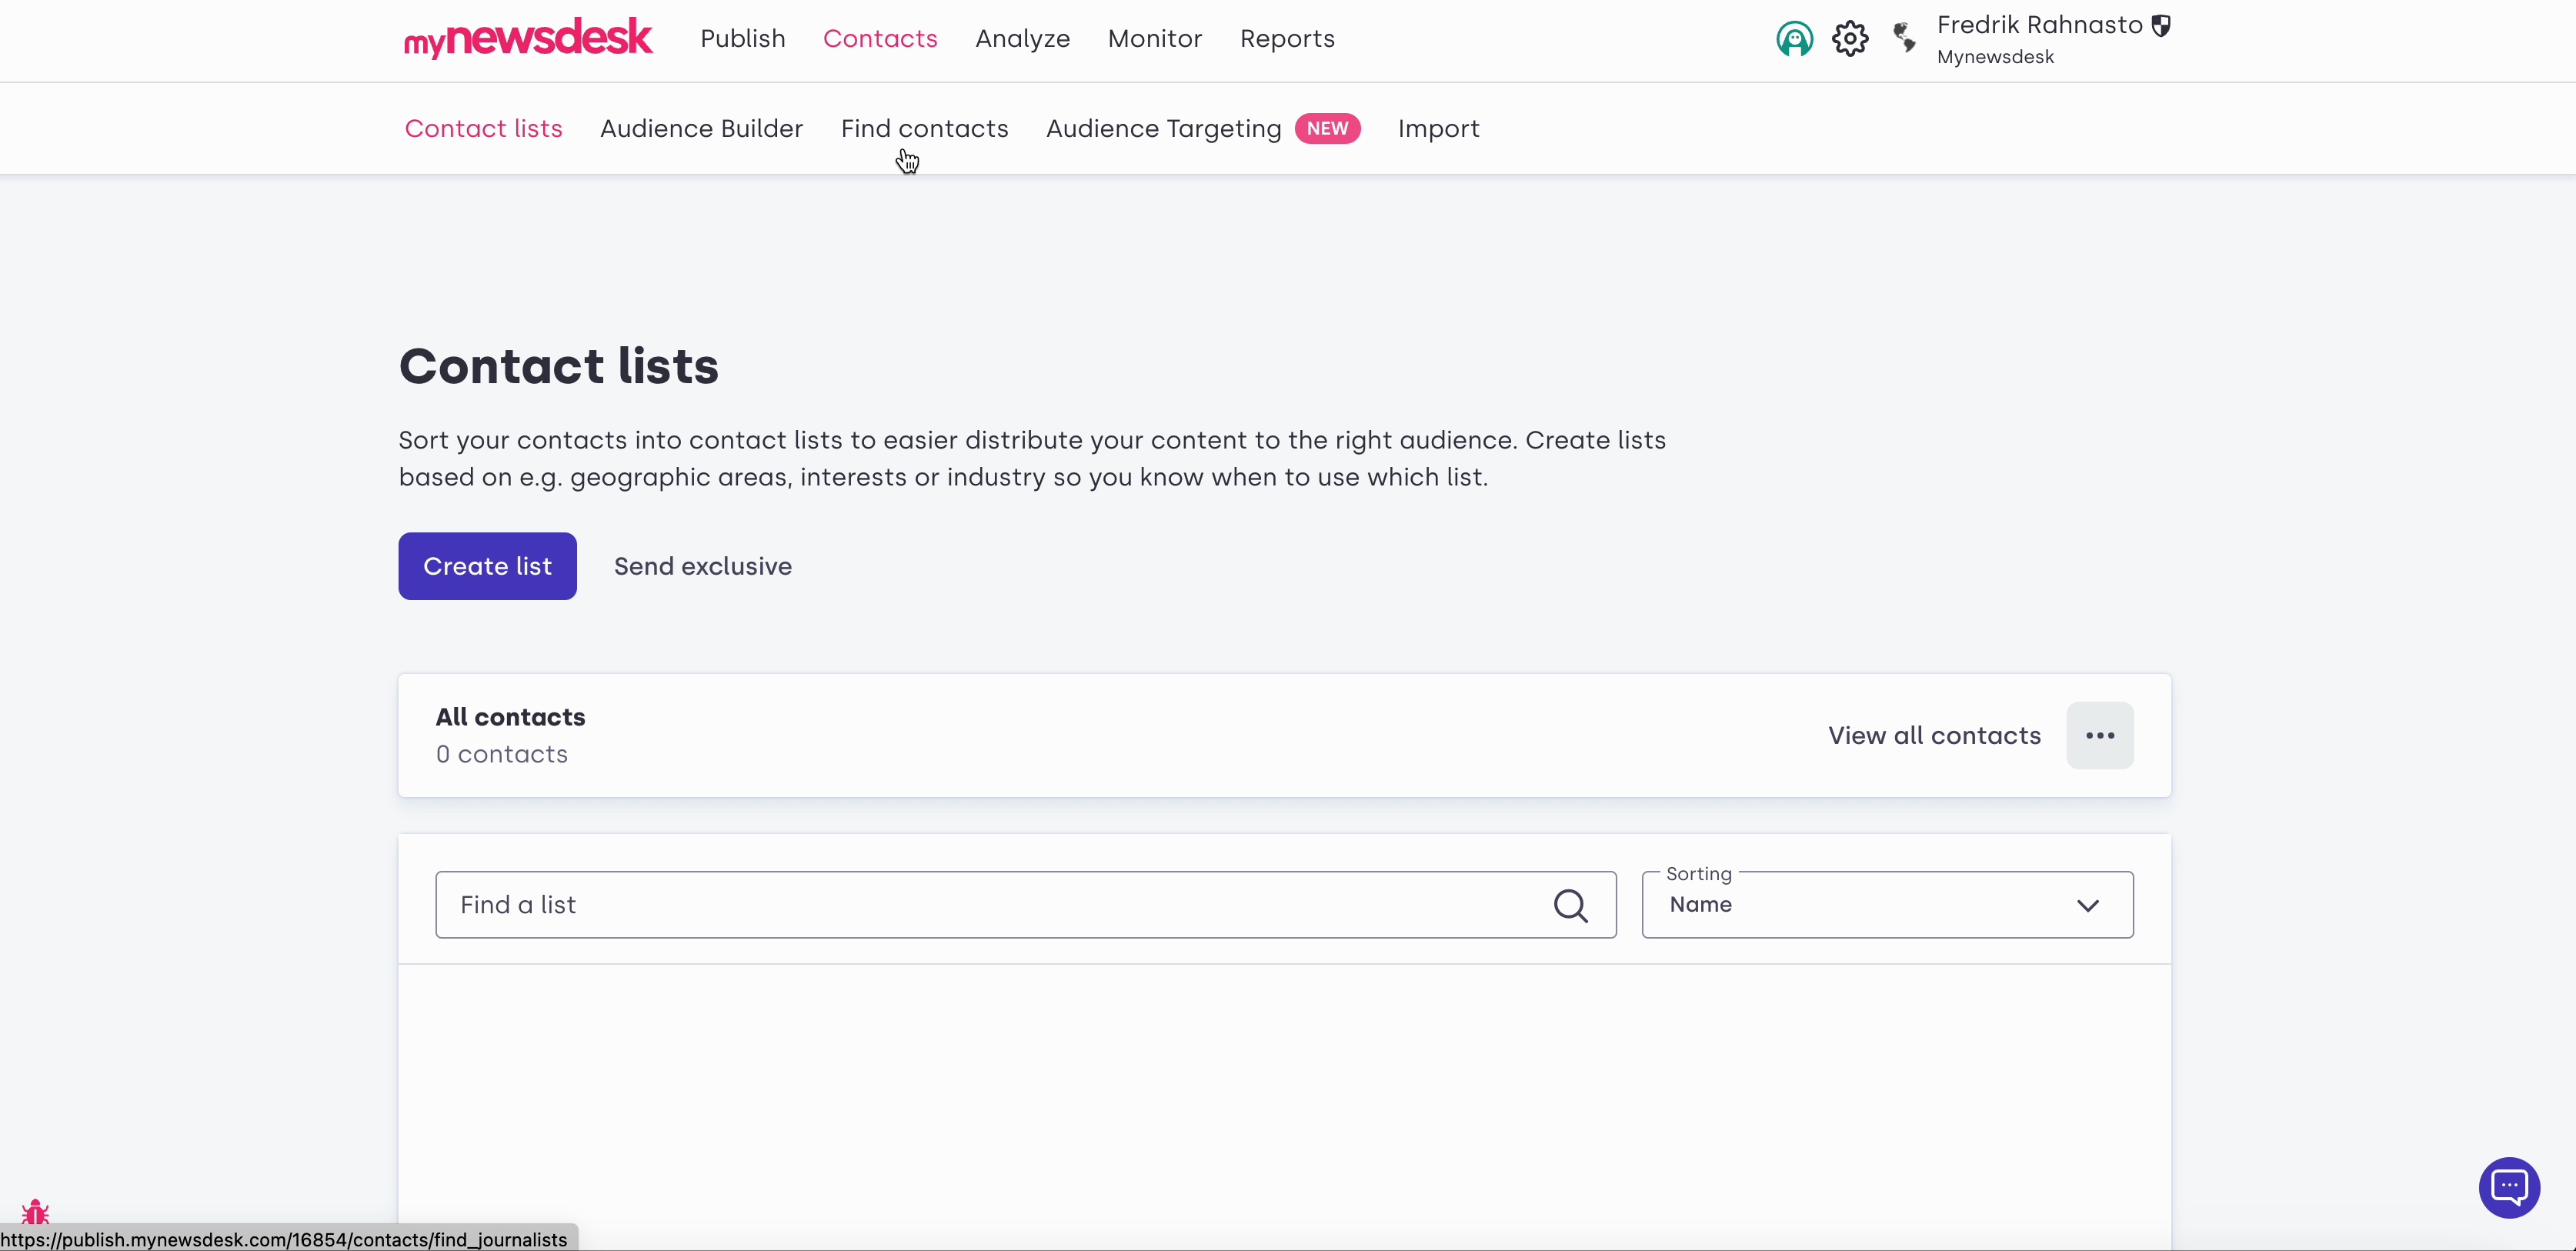 mynewsdesk Publish Contacts Analyze Monitor Reports Fredrik Rahnasto
Mynewsdesk
Contact lists Audience Builder Find contacts Audience Targeting NEW Import
Contact lists
Sort your contacts into contact lists to easier distribute your content to the right audience. Create lists
based on e.g. geographic areas, interests or industry so you know when to use which list.
Create list Send exclusive
All contacts
0 contacts
View all contacts
Find a list
Sorting
Name
https://publish.mynewsdesk.com/16854/contacts/find_journalists